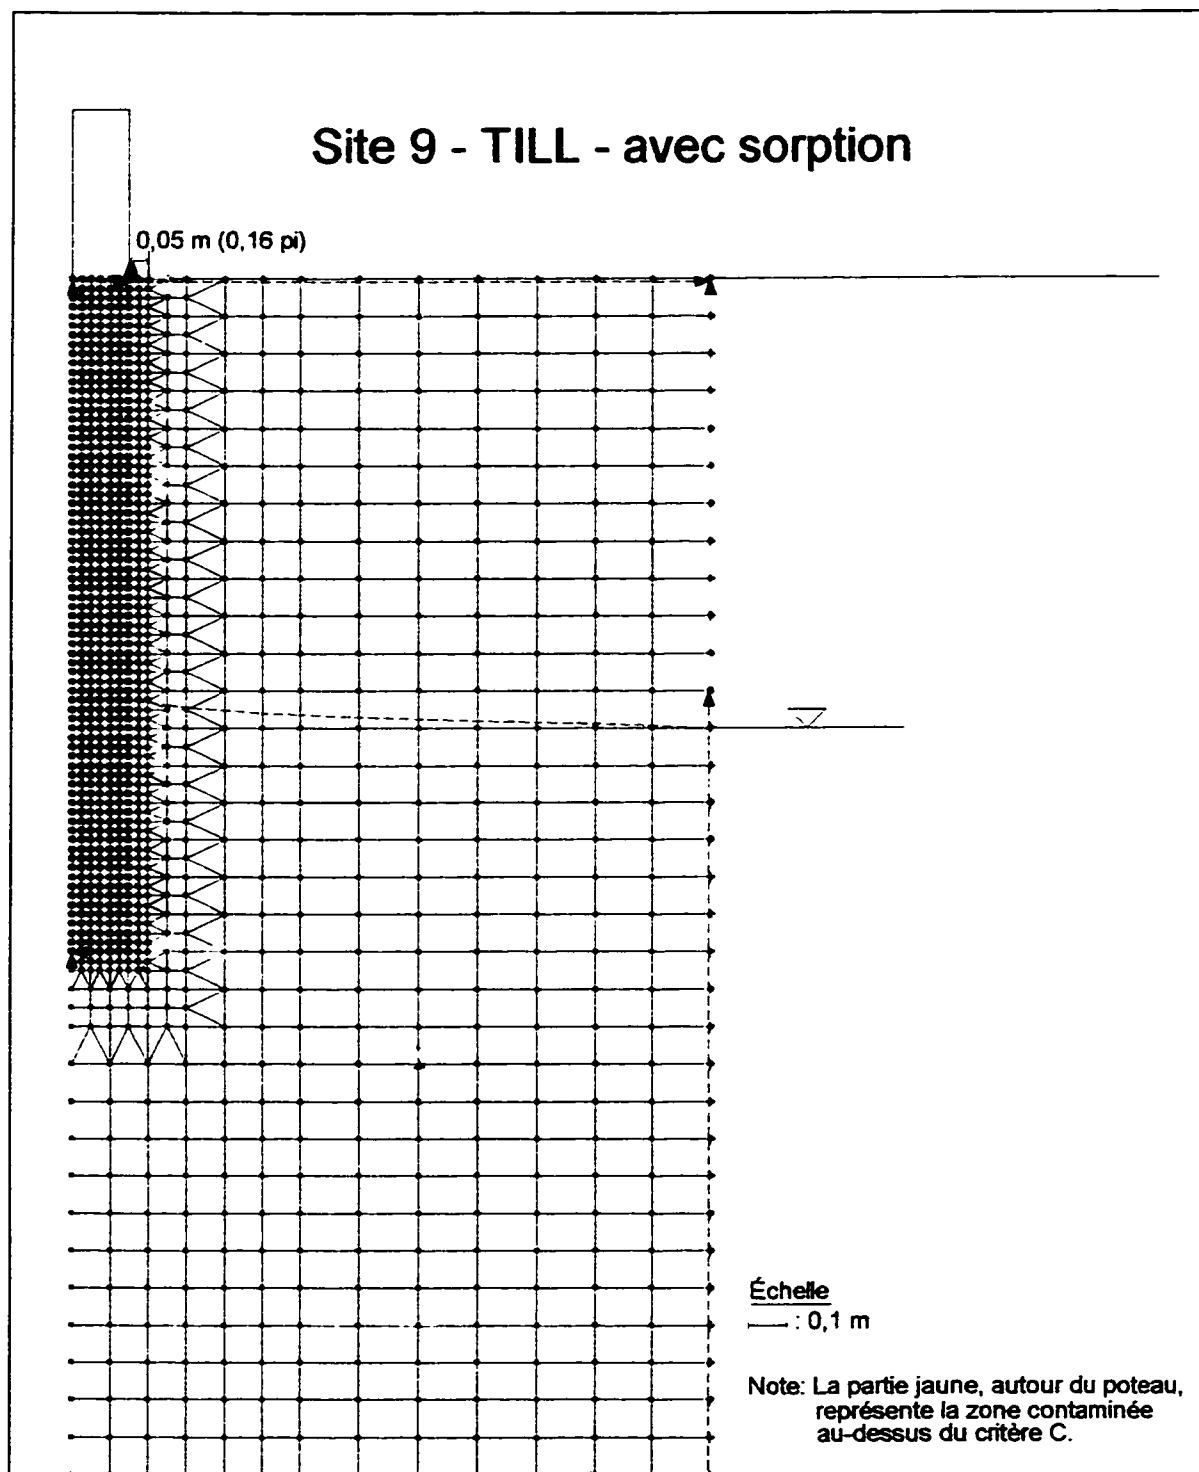 Site 9 - TILL - avec sorption
0,05 m (0,16 pi)
Échelle
: 0,1 m
Note: La partie jaune, autour du poteau,
représente la zone contaminée
au-dessus du critère C.